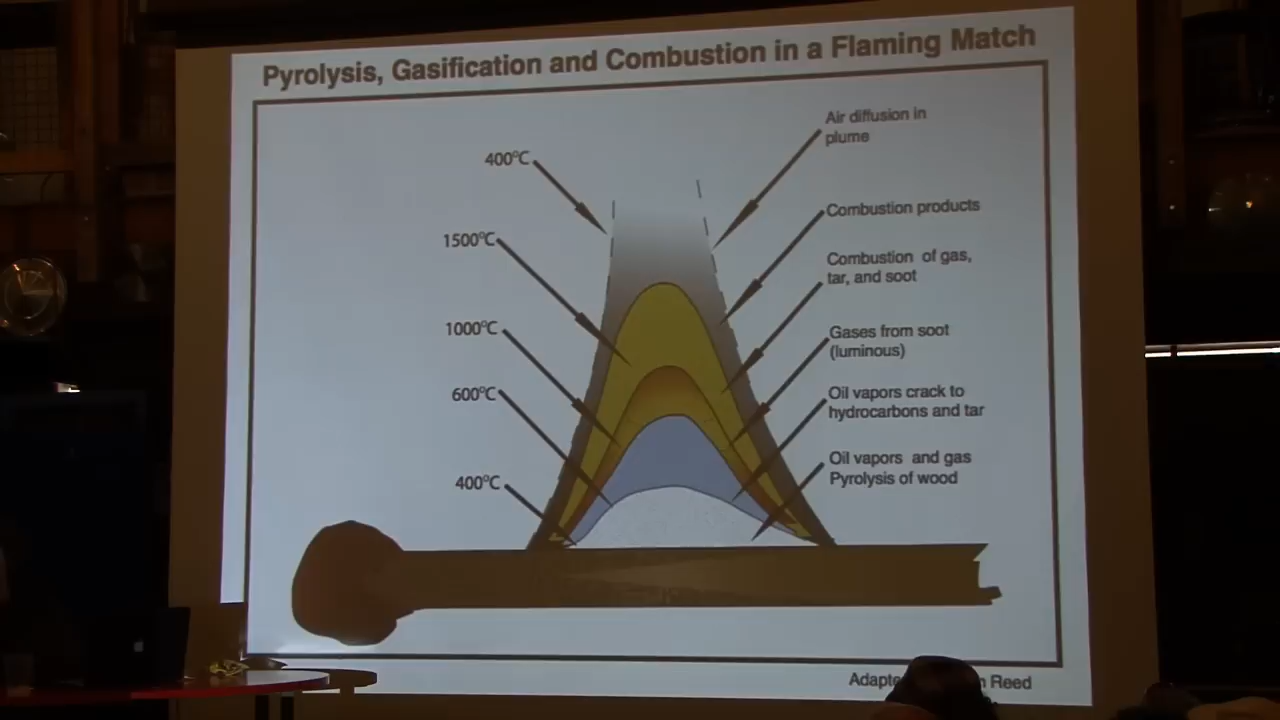 Pyrolysis, Gasification and Combustion in a Flaming Match
400°C
1500°C
1000°C
600°C
400°C
Air diffusion in
plume
Combustion products
Combustion of gas,
tar, and soot
Gases from soot
(luminous)
Oil vapors crack to
hydrocarbons and tar
Oil vapors and gas
Pyrolysis of wood
Reed